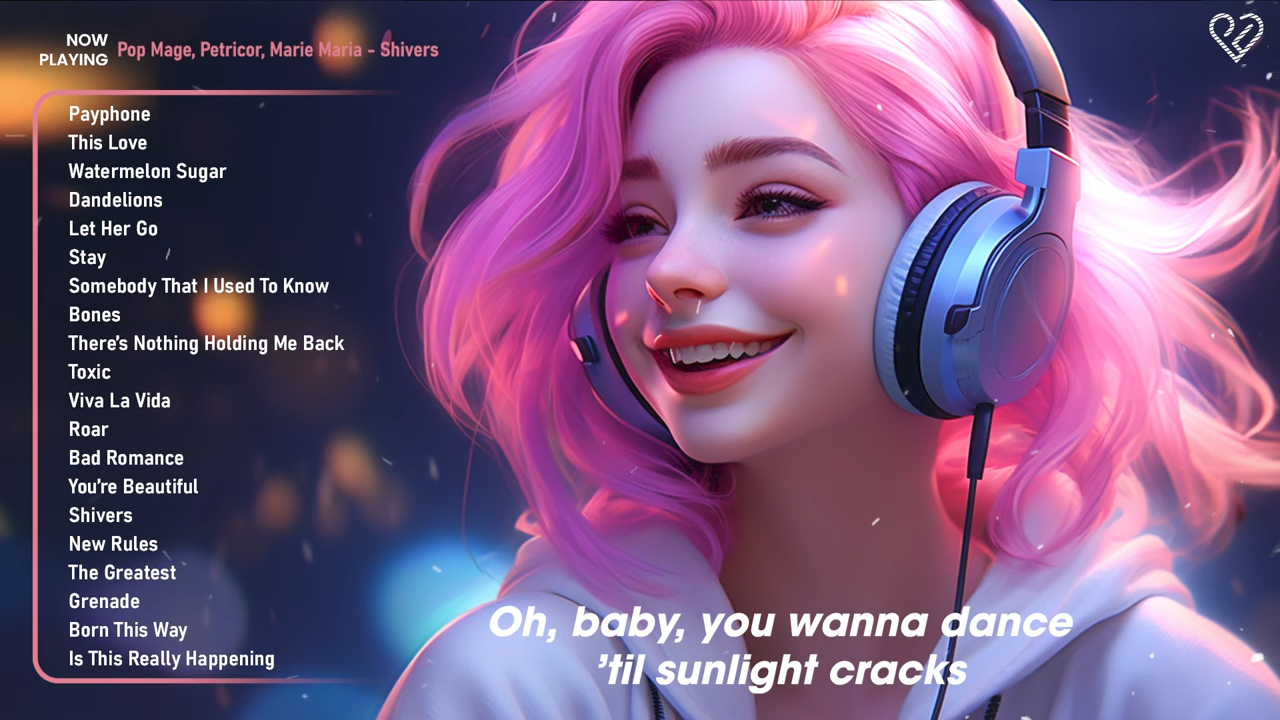 NOW
PLAYING
Pop Mage, Petricor, Marie María - Shivers
Payphone
This Love
Watermelon Sugar
Dandelions
Let Her Go
Stay
Somebody That I Used To Know
Bones
There's Nothing Holding Me Back
Toxic
Viva La Vida
Roar
Bad Romance
You're Beautiful
Shivers
New Rules
The Greatest
Grenade
Born This Way
Is This Really Happening
Oh, baby, you wanna dance
'til sunlight cracks